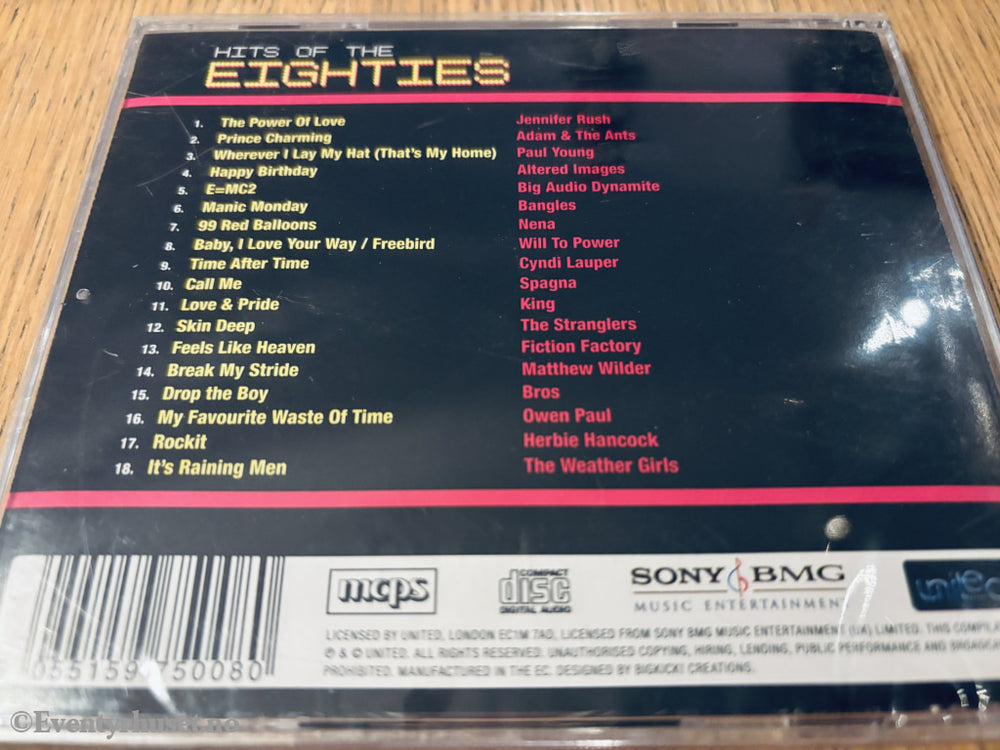 HITS OF THE
EIGHTIES
1. The Power Of Love Jennifer Rush
2. Prince Charming Adam & The Ants
3. Wherever I Lay My Hat (That's My Home) Paul Young
4. Happy Birthday Altered Images
5. E=MC2 Big Audio Dynamite
6. Manic Monday Bangles
7. 99 Red Balloons Nena
8. Baby, I Love Your Way / Freebird Will To Power
9. Time After Time Cyndi Lauper
10. Call Me Spagna
11. Love & Pride King
12. Skin Deep The Stranglers
13. Feels Like Heaven Fiction Factory
14. Break My Stride Matthew Wilder
15. Drop the Boy Bros
16. My Favourite Waste Of Time Owen Paul
17. Rockit Herbie Hancock
18. It's Raining Men The Weather Girls
mcps
COMPACT
disc
DIGITAL AUDIO
SONY BMG
MUSIC ENTERTAINMENT
united
LICENSED BY UNITED, LONDON EC1M 7AD, LICENSED FROM SONY BMG MUSIC ENTERTAINMENT (UK) LIMITED. THIS
℗ & © UNITED. ALL RIGHTS RESERVED. UNAUTHORISED COPYING, HIRING, LENDING, PUBLIC PERFORMANCE AND
PROHIBITED. MANUFACTURED IN THE EC. DESIGNED BY BIGKICK! CREATIONS.
©Eventyrhuset.no